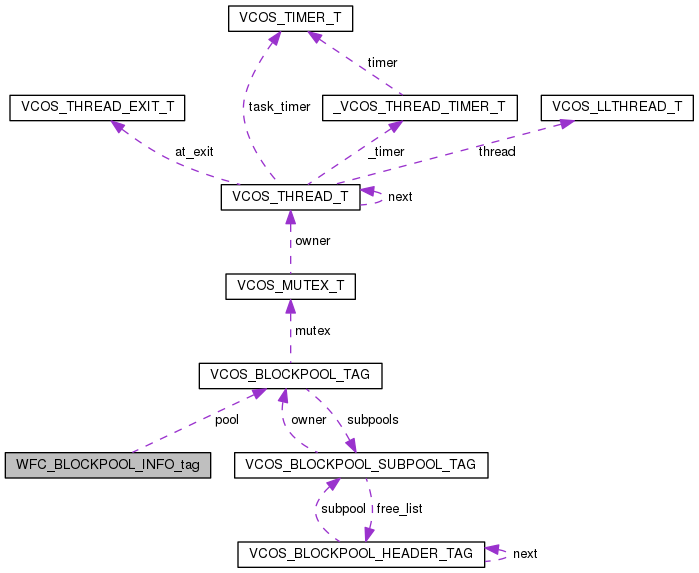 VCOS_TIMER_T
timer
VCOS_THREAD_EXIT_T
task_timer
_VCOS_THREAD_TIMER_T
VCOS_LLTHREAD_T
at_exit
_timer
thread
VCOS_THREAD_T
next
owner
VCOS_MUTEX_T
mutex
VCOS_BLOCKPOOL_TAG
pool
owner
subpools
WFC_BLOCKPOOL_INFO_tag
VCOS_BLOCKPOOL_SUBPOOL_TAG
subpool
free_list
VCOS_BLOCKPOOL_HEADER_TAG
next